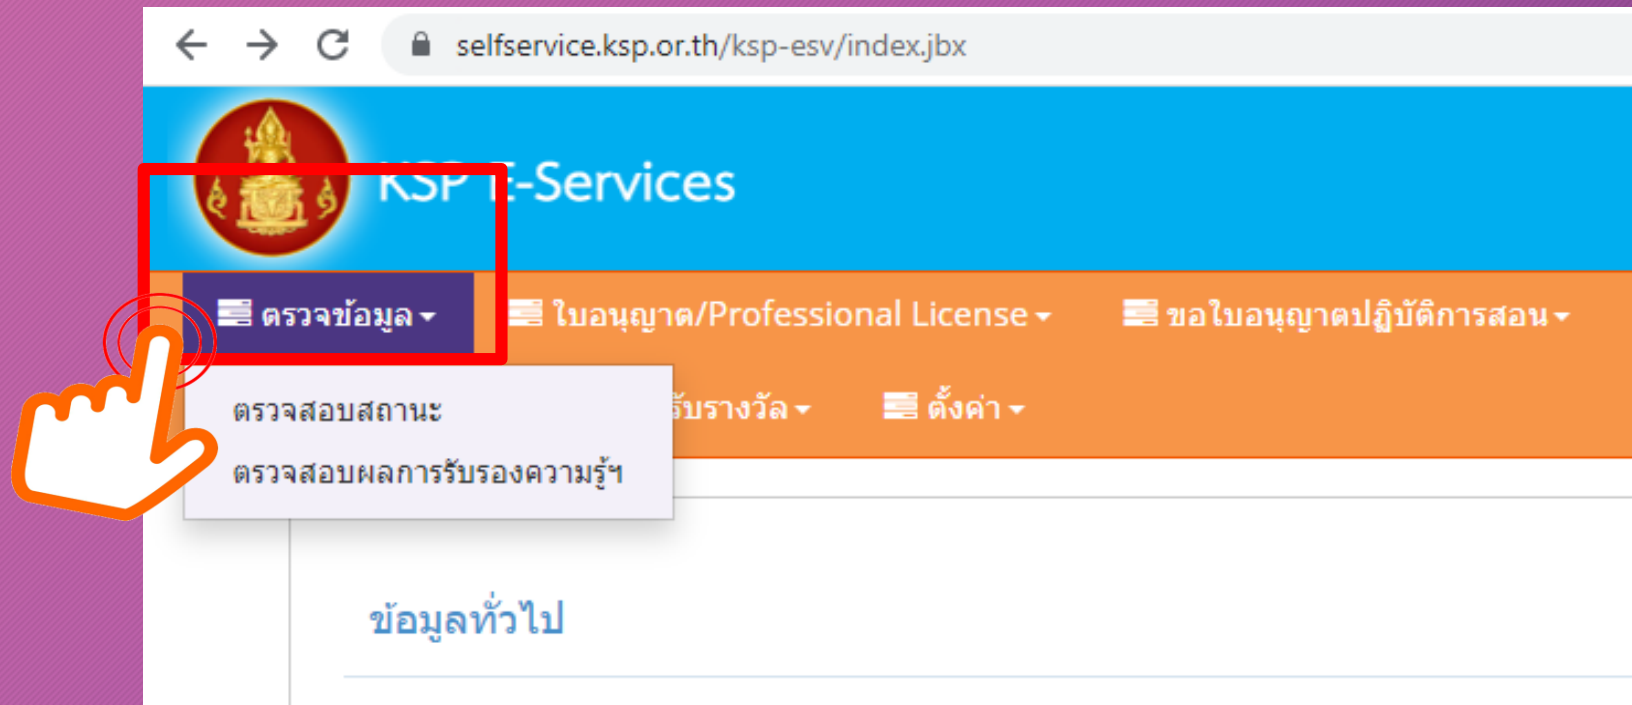 selfservice.ksp.or.th/ksp-esv/index.jbx
KSP E-Services
ตรวจข้อมูล ใบอนุญาต/Professional License ขอใบอนุญาตปฏิบัติการสอน
รับรางวัล ตั้งค่า
ตรวจสอบสถานะ
ตรวจสอบผลการรับรองความรู้ฯ
ข้อมูลทั่วไป